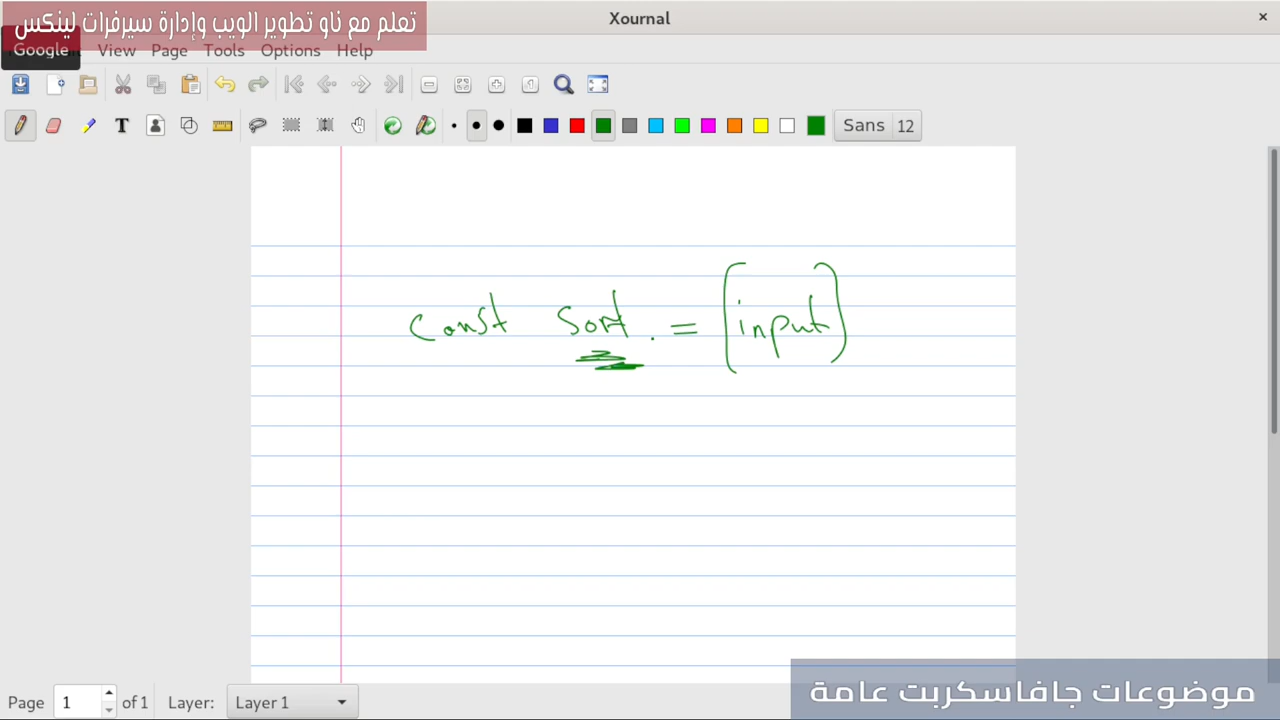 تعلم مع ناو تطوير الويب وإدارة سيرفرات لينكس
Xournal
Google
View Page Tools Options Help
Sans 12
const sort . = (input)
Page 1 of 1 Layer: Layer 1
موضوعات جافاسكربت عامة